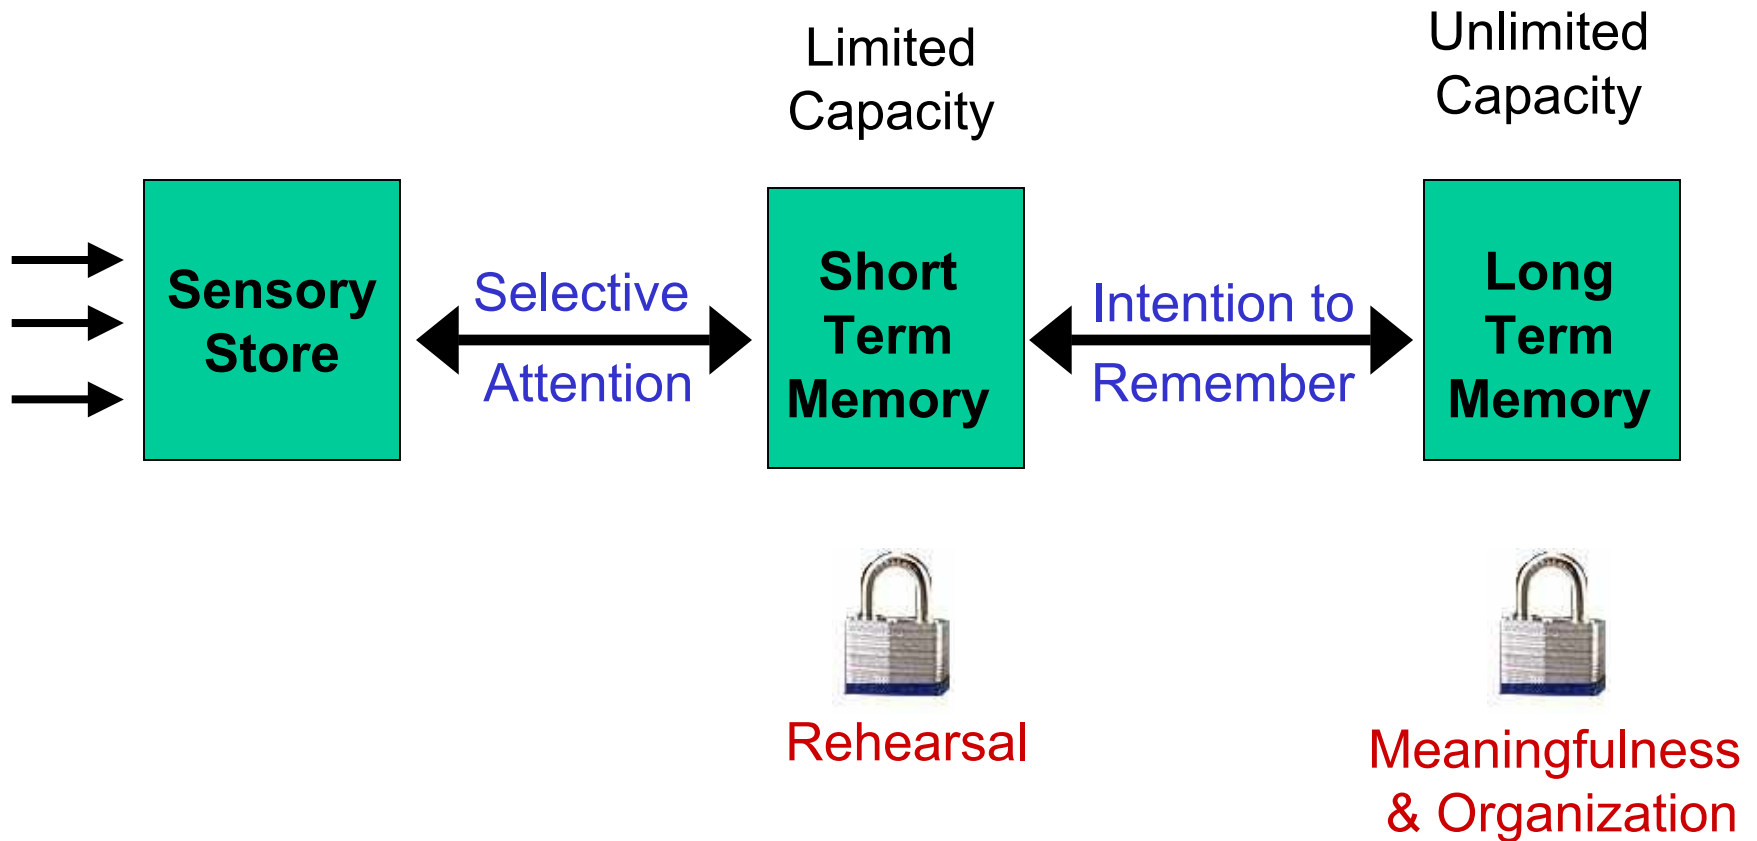 Limited
Capacity
Unlimited
Capacity
Sensory
Store
Selective
Attention
Short
Term
Memory
Intention to
Remember
Long
Term
Memory
Rehearsal
Meaningfulness
& Organization